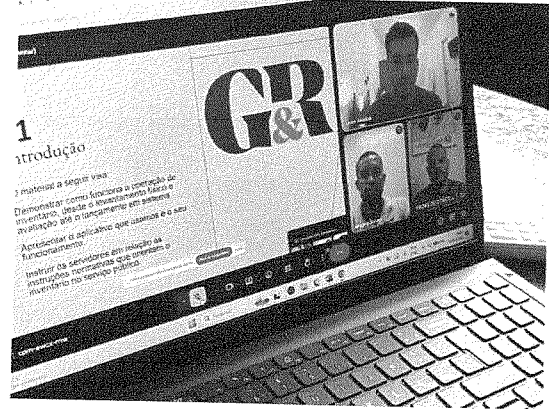 1
ntrodução
G&R
material a seguir visa
Demonstrar como funciona a operação de
inventário, desde o levantamento físico e
avaliação até o lançamento em sistema
Apresentar o aplicativo que usamos e o seu
funcionamento
Instruir os servidores em relação as
instruções normativas que orientam o
inventário no serviço público.